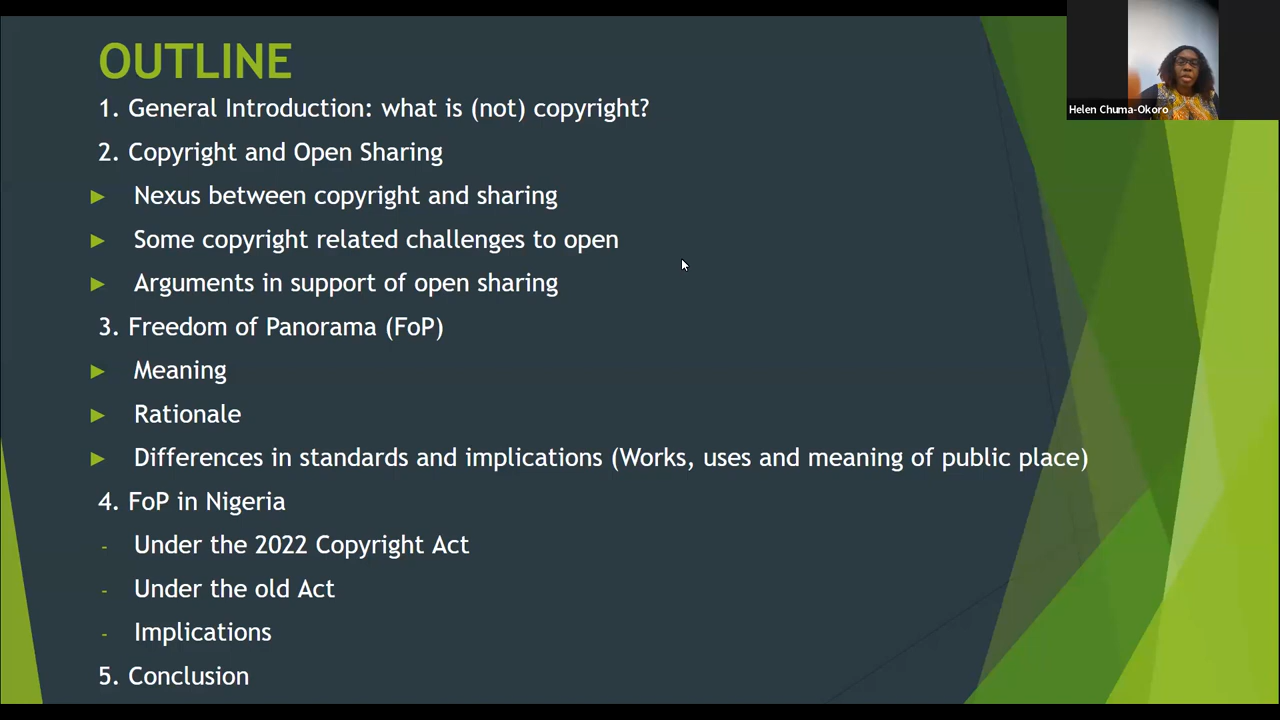 OUTLINE
1. General Introduction: what is (not) copyright?
2. Copyright and Open Sharing
Nexus between copyright and sharing
Some copyright related challenges to open
Arguments in support of open sharing
3. Freedom of Panorama (FoP)
Meaning
Rationale
Differences in standards and implications (Works, uses and meaning of public place)
4. FoP in Nigeria
- Under the 2022 Copyright Act
- Under the old Act
- Implications
5. Conclusion
Helen Chuma-Okoro